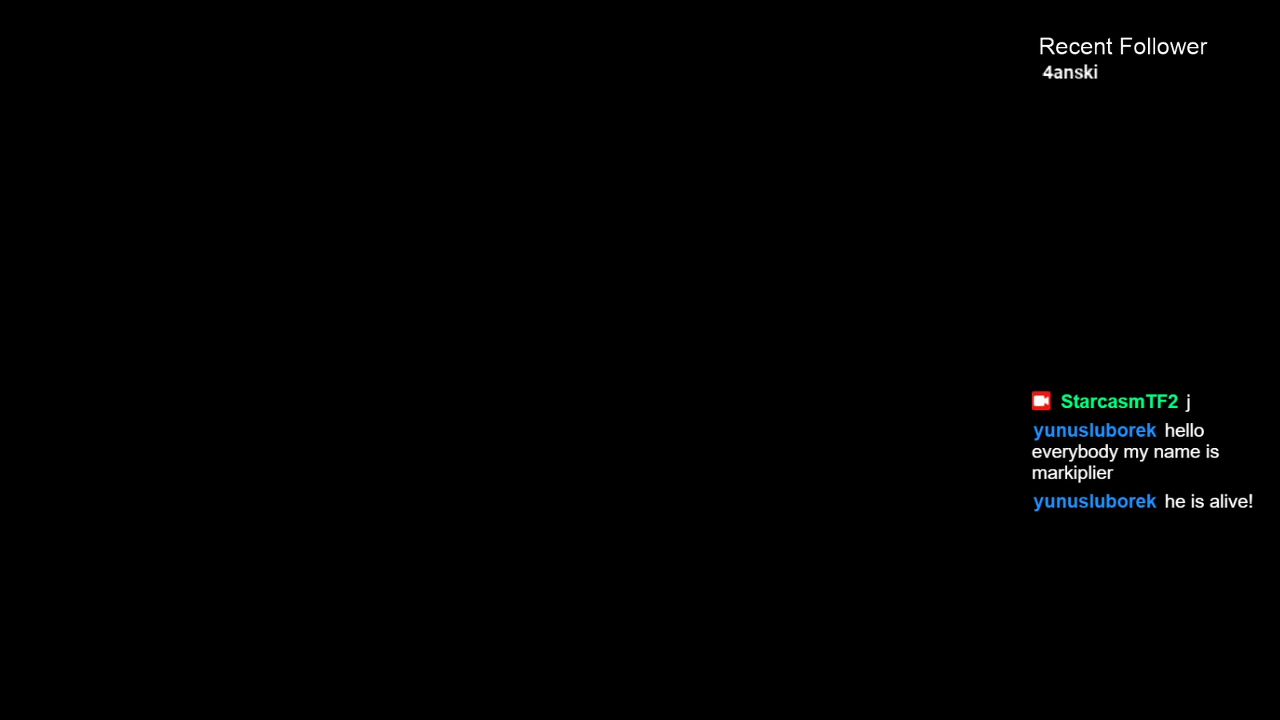 Recent Follower
4anski
StarcasmTF2 j
yunusluborek hello
everybody my name is
markiplier
yunusluborek he is alive!